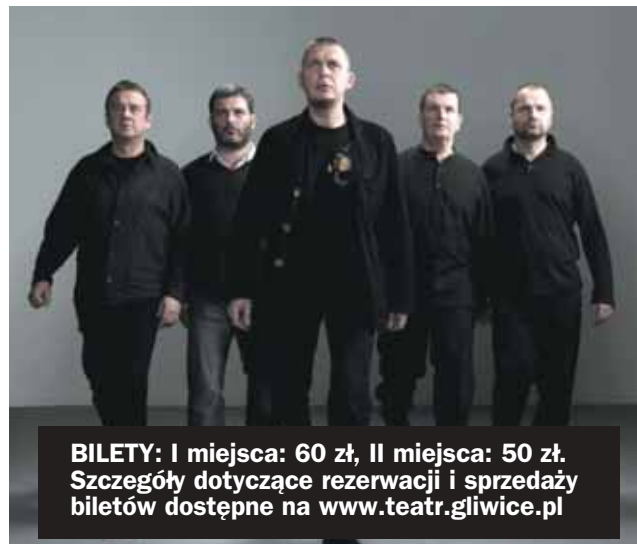 BILETY: I miejsca: 60 zł, II miejsca: 50 zł.
Szczegóły dotyczące rezerwacji i sprzedaży
biletów dostępne na www.teatr.gliwice.pl